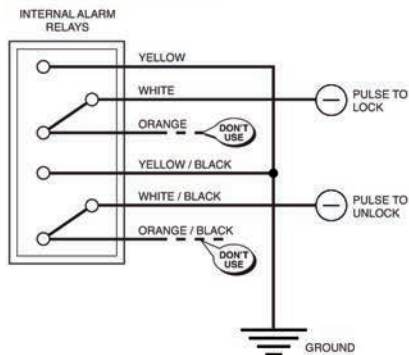 INTERNAL ALARM
RELAYS
YELLOW
WHITE
PULSE TO
LOCK
ORANGE
DON'T
USE
YELLOW / BLACK
WHITE / BLACK
PULSE TO
UNLOCK
ORANGE / BLACK
DON'T
USE
GROUND